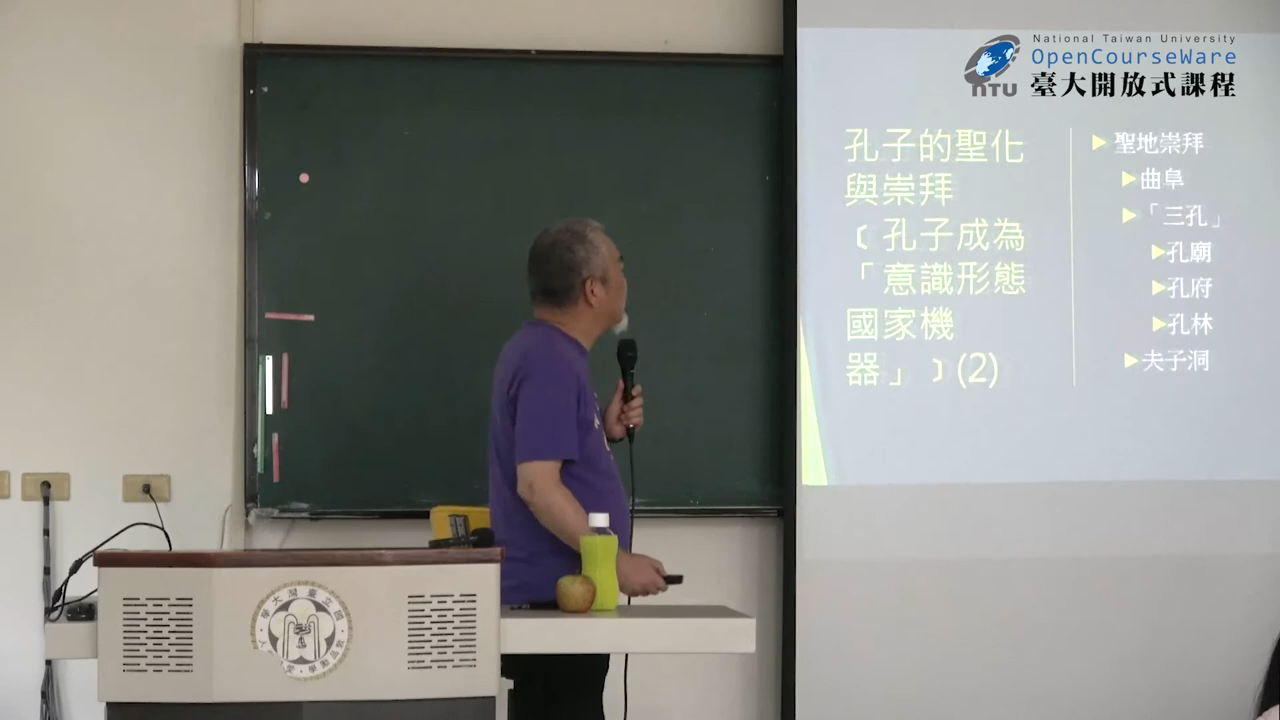 National Taiwan University
OpenCourseWare
臺大開放式課程
NTU
孔子的聖化
與崇拜
﹝孔子成為
「意識形態
國家機
器」﹞(2)
聖地崇拜
曲阜
「三孔」
孔廟
孔府
孔林
夫子洞